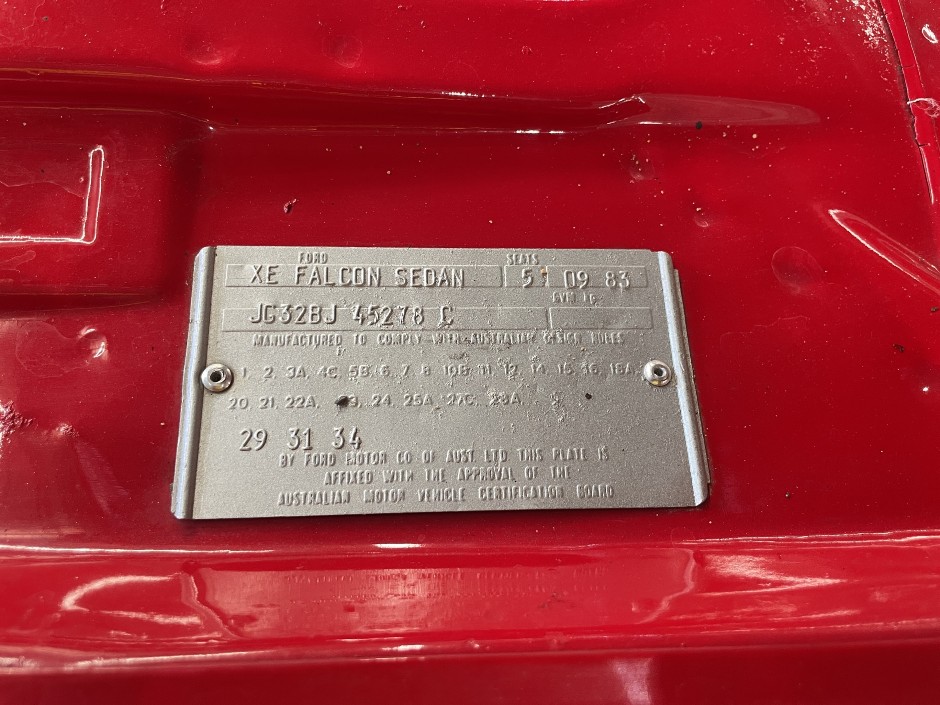 FORD SEATS
XE FALCON SEDAN 5 09 83
GVM
JG32BJ 45278 C
MANUFACTURED TO COMPLY WITH AUSTRALIAN DESIGN RULES
1, 2, 3A, 4C, 5B, 6, 7, 8, 10B, 11, 12, 14, 15, 16, 18A,
20, 21, 22A, 24, 25A, 27C, 28A,
29 31 34
BY FORD MOTOR CO OF AUST. LTD THIS PLATE IS
AFFIXED WITH THE APPROVAL OF THE
AUSTRALIAN MOTOR VEHICLE CERTIFICATION BOARD